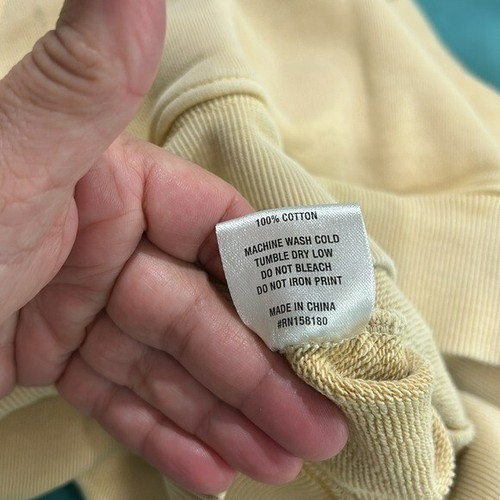 100% COTTON
MACHINE WASH COLD
TUMBLE DRY LOW
DO NOT BLEACH
DO NOT IRON PRINT
MADE IN CHINA
#RN158180